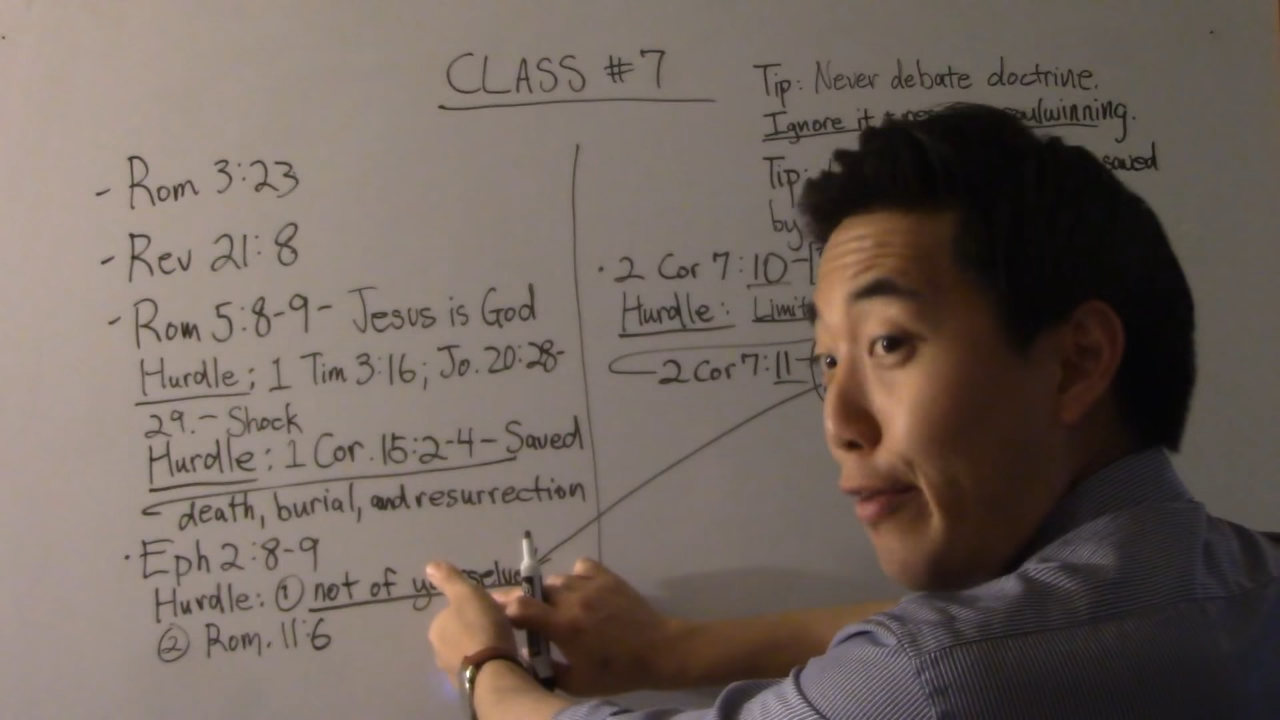 CLASS #7
- Rom 3:23
- Rev 21:8
- Rom 5:8-9 - Jesus is God
Hurdle: 1 Tim 3:16; Jo. 20:28-
29. - Shock
Hurdle: 1 Cor. 15:2-4 - Saved
death, burial, and resurrection
· Eph 2:8-9
Hurdle: ① not of
② Rom. 11:6
Tip: Never debate doctrine.
Ignore it
Tip: saved
by
· 2 Cor 7:10 -
Hurdle:
2 Cor 7:11